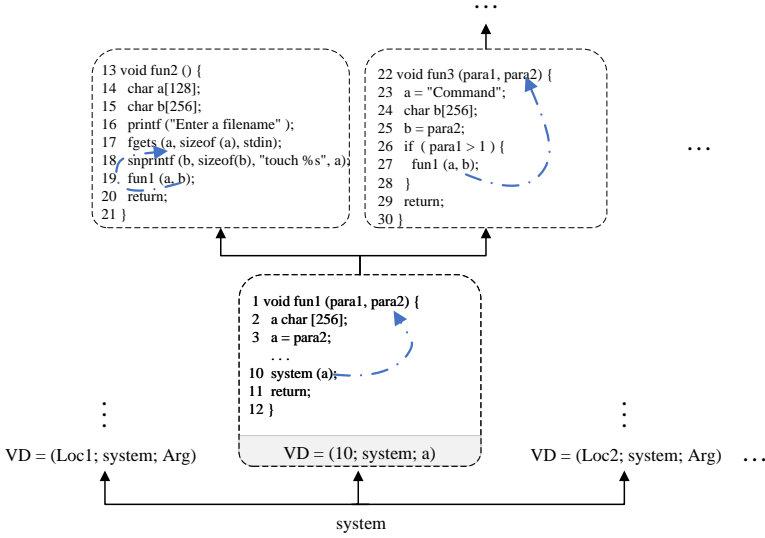 ...
13 void fun2 () {
14 char a[128];
15 char b[256];
16 printf ("Enter a filename" );
17 fgets (a, sizeof (a), stdin);
18 snprintf (b, sizeof(b), "touch %s", a);
19 fun1 (a, b);
20 return;
21 }
22 void fun3 (para1, para2) {
23 a = "Command";
24 char b[256];
25 b = para2;
26 if ( para1 > 1 ) {
27 fun1 (a, b);
28 }
29 return;
30 }
...
1 void fun1 (para1, para2) {
2 a char [256];
3 a = para2;
. . .
10 system (a);
11 return;
12 }
VD = (10; system; a)
VD = (Loc1; system; Arg)
VD = (Loc2; system; Arg)
...
system